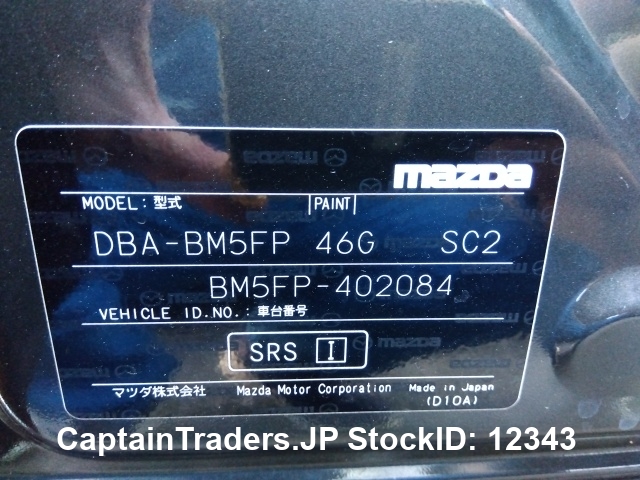 mazda
MODEL: 型式 PAINT
DBA-BM5FP 46G SC2
BM5FP-402084
VEHICLE ID.NO.: 車台番号
SRS I
マツダ株式会社 Mazda Motor Corporation Made in Japan
(D10A)
CaptainTraders.JP StockID: 12343